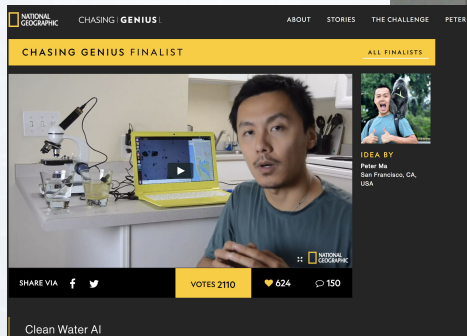 NATIONAL
GEOGRAPHIC
CHASING GENIUS
ABOUT STORIES THE CHALLENGE PETER
CHASING GENIUS FINALIST
ALL FINALISTS
NATIONAL
GEOGRAPHIC
IDEA BY
Peter Ma
San Francisco, CA,
USA
SHARE VIA
VOTES 2110
624
150
Clean Water AI